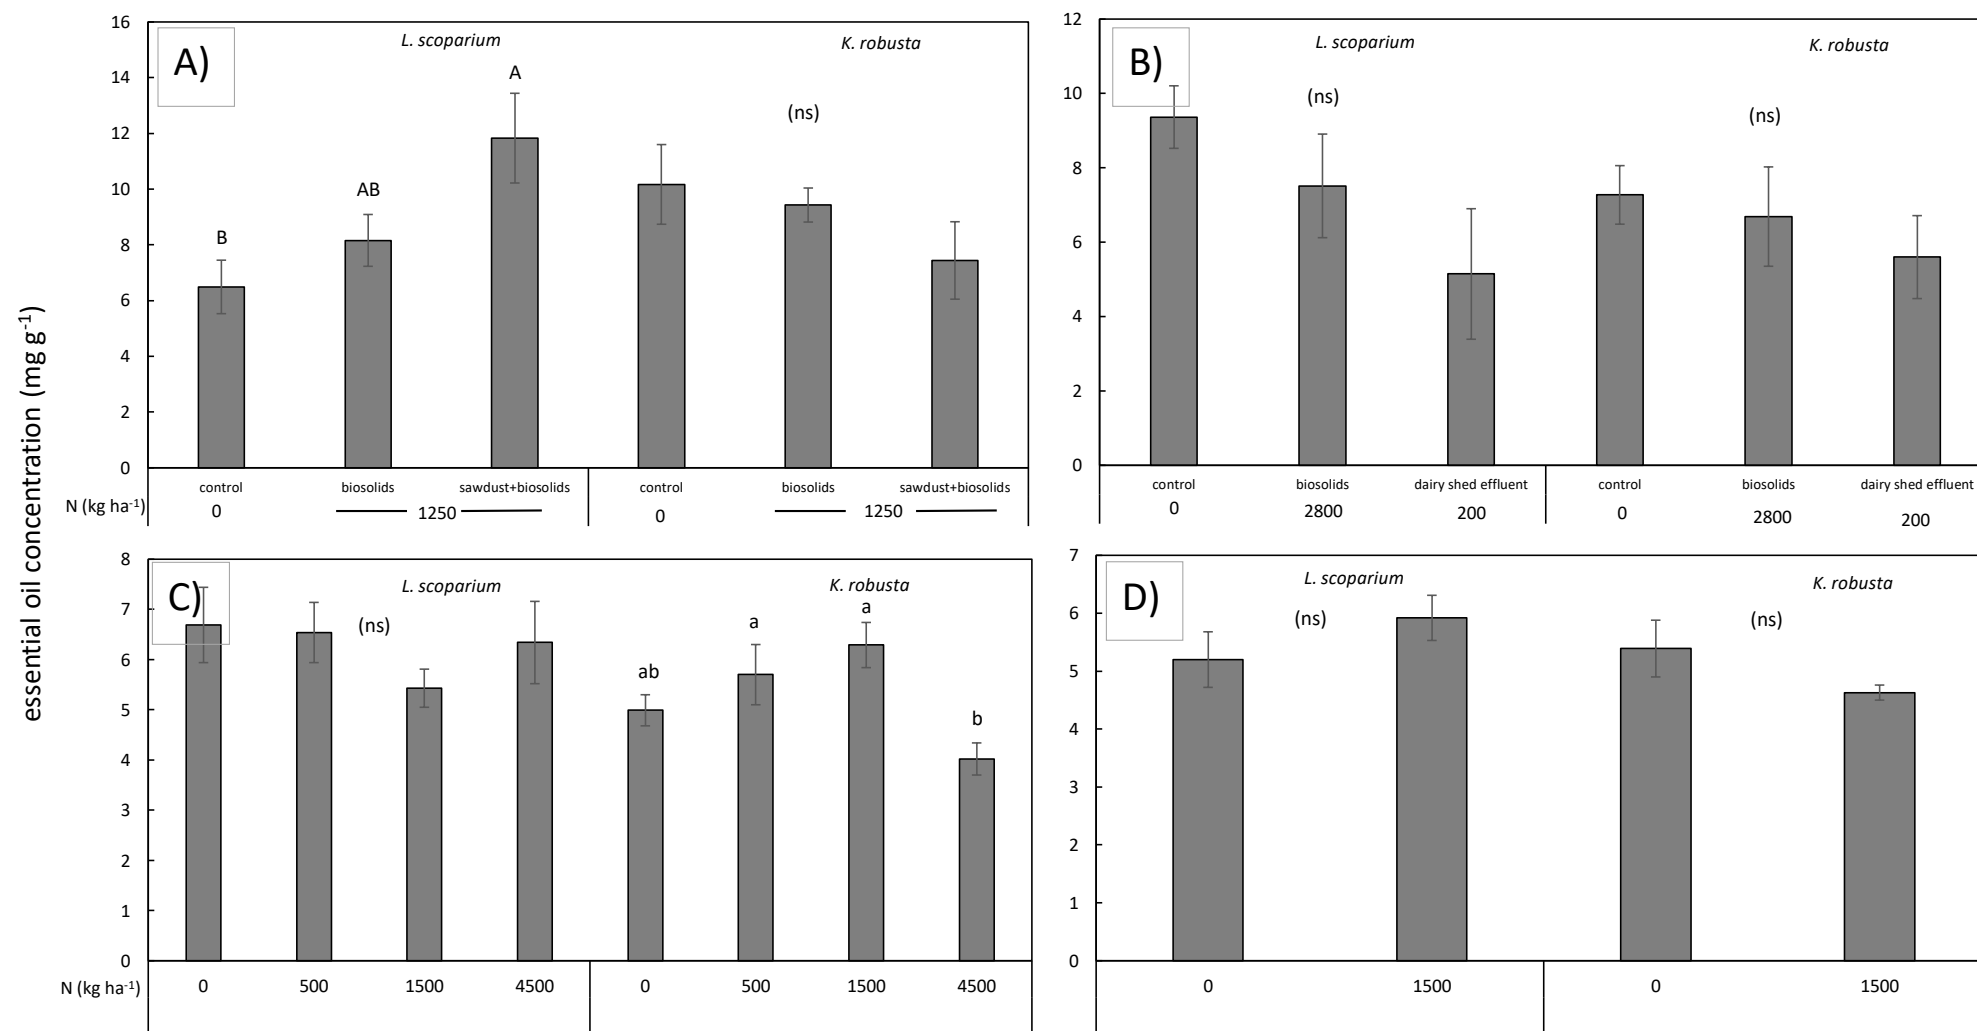 essential oil concentration (mg g⁻¹)
A)
L. scoparium
K. robusta
16
14
12
10
8
6
4
2
0
B
AB
A
(ns)
control
biosolids
sawdust+biosolids
control
biosolids
sawdust+biosolids
N (kg ha⁻¹)
0
1250
0
1250
B)
L. scoparium
K. robusta
12
10
8
6
4
2
0
(ns)
(ns)
control
biosolids
dairy shed effluent
control
biosolids
dairy shed effluent
0
2800
200
0
2800
200
C)
L. scoparium
K. robusta
8
7
6
5
4
3
2
1
0
(ns)
ab
a
a
b
N (kg ha⁻¹)
0
500
1500
4500
0
500
1500
4500
D)
L. scoparium
K. robusta
7
6
5
4
3
2
1
0
(ns)
(ns)
0
1500
0
1500